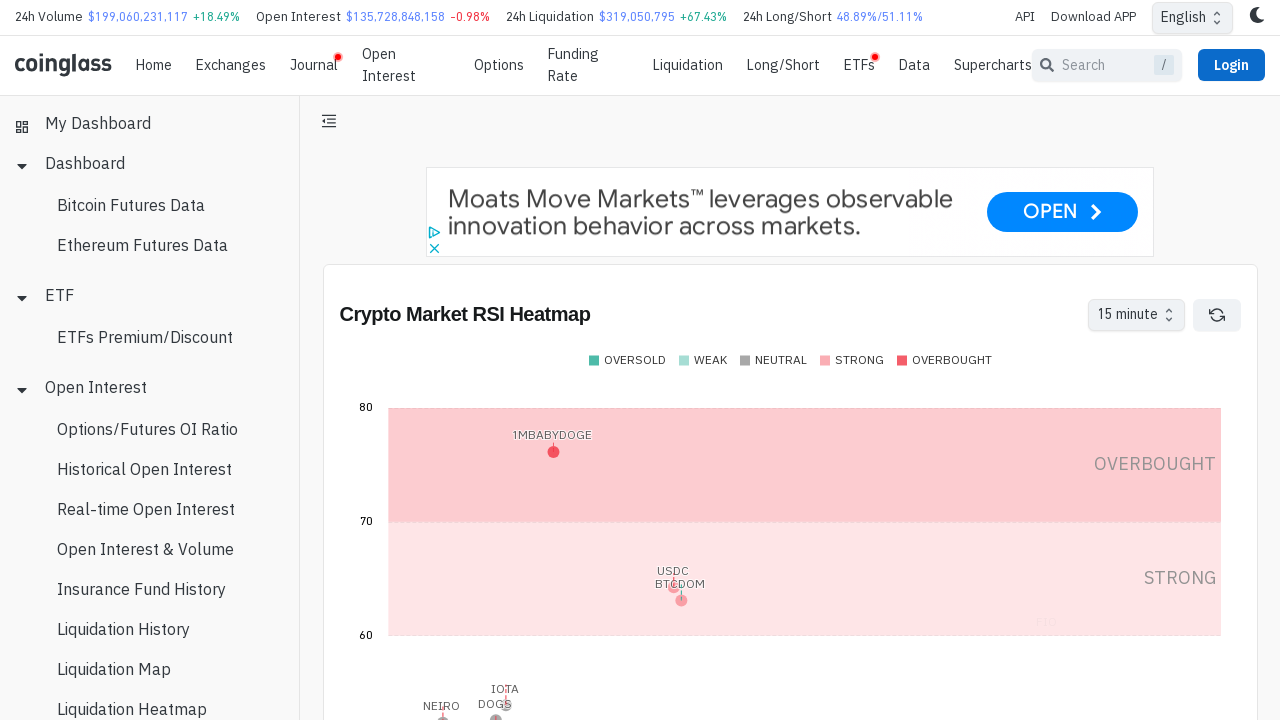 24h Volume $199,060,231,117 +18.49% Open Interest $135,728,848,158 -0.98% 24h Liquidation $319,050,795 +67.43% 24h Long/Short 48.89%/51.11% API Download APP English
coinglass Home Exchanges Journal Open Interest Options Funding Rate Liquidation Long/Short ETFs Data Supercharts Search / Login
My Dashboard
Dashboard
Bitcoin Futures Data
Ethereum Futures Data
ETF
ETFs Premium/Discount
Open Interest
Options/Futures OI Ratio
Historical Open Interest
Real-time Open Interest
Open Interest & Volume
Insurance Fund History
Liquidation History
Liquidation Map
Liquidation Heatmap
Moats Move Markets™ leverages observable
innovation behavior across markets.
OPEN
Crypto Market RSI Heatmap
15 minute
OVERSOLD WEAK NEUTRAL STRONG OVERBOUGHT
80
1MBABYDOGE
OVERBOUGHT
70
USDC
STRONG
BTCDOM
60
IOTA
DOGS
NEIRO